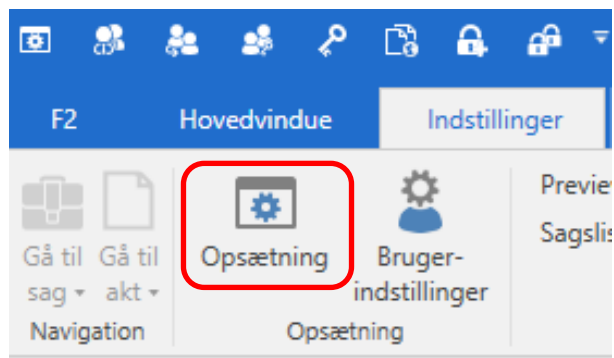 F2 Hovedvindue Indstillinger
Gå til sag Gå til akt
Opsætning
Bruger-
indstillinger
Navigation Opsætning